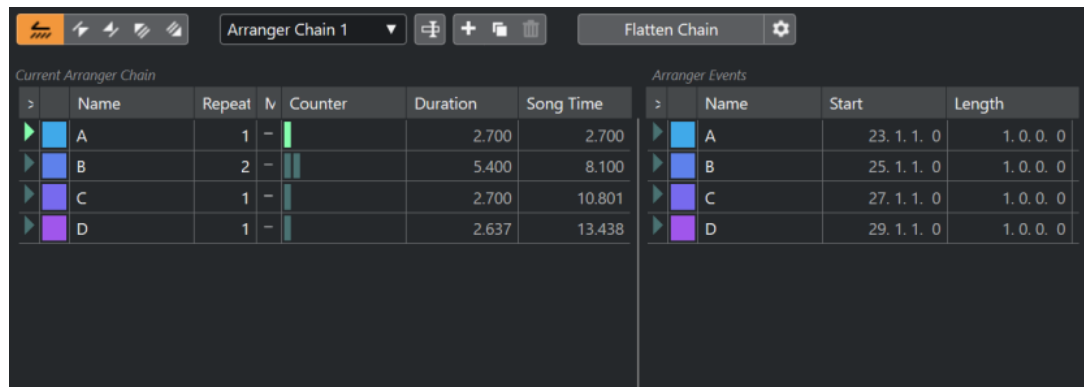 Arranger Chain 1
Flatten Chain
Current Arranger Chain
Arranger Events
Name Repeat M Counter Duration Song Time
Name Start Length
A 1 – 2.700 2.700
A 23. 1. 1. 0 1. 0. 0. 0
B 2 – 5.400 8.100
B 25. 1. 1. 0 1. 0. 0. 0
C 1 – 2.700 10.801
C 27. 1. 1. 0 1. 0. 0. 0
D 1 – 2.637 13.438
D 29. 1. 1. 0 1. 0. 0. 0